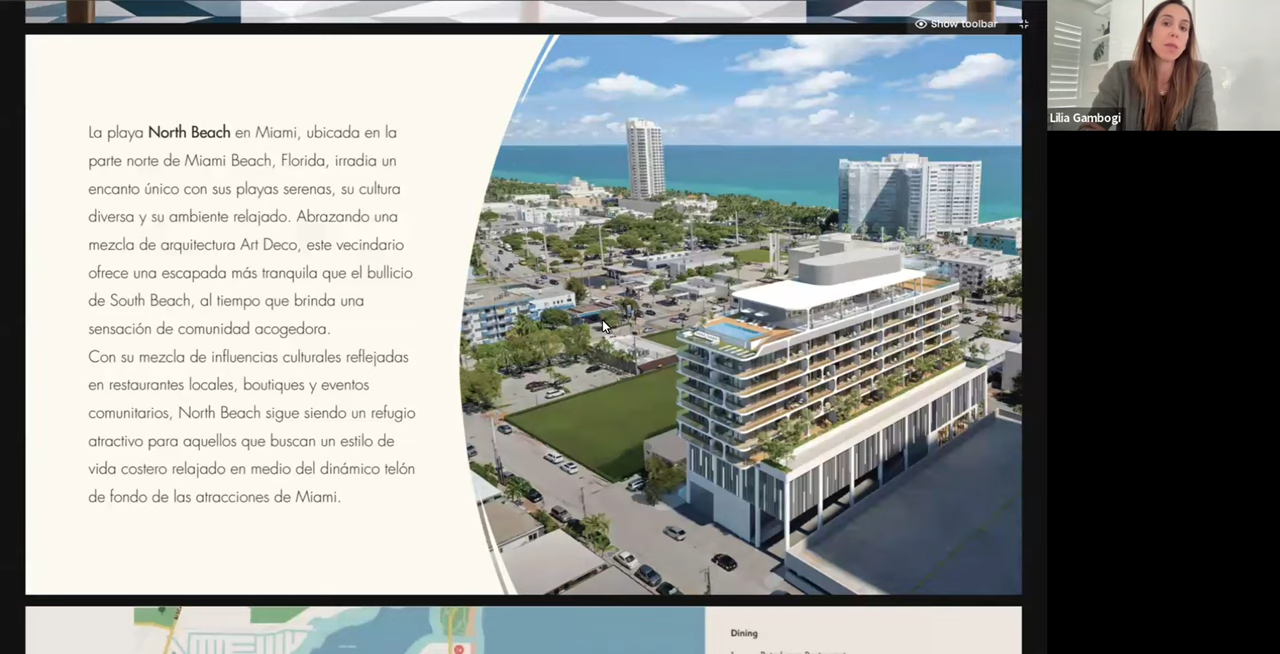 Show toolbar
Lilia Gambogi
La playa North Beach en Miami, ubicada en la
parte norte de Miami Beach, Florida, irradia un
encanto único con sus playas serenas, su cultura
diversa y su ambiente relajado. Abrazando una
mezcla de arquitectura Art Deco, este vecindario
ofrece una escapada más tranquila que el bullicio
de South Beach, al tiempo que brinda una
sensación de comunidad acogedora.
Con su mezcla de influencias culturales reflejadas
en restaurantes locales, boutiques y eventos
comunitarios, North Beach sigue siendo un refugio
atractivo para aquellos que buscan un estilo de
vida costero relajado en medio del dinámico telón
de fondo de las atracciones de Miami.
Dining